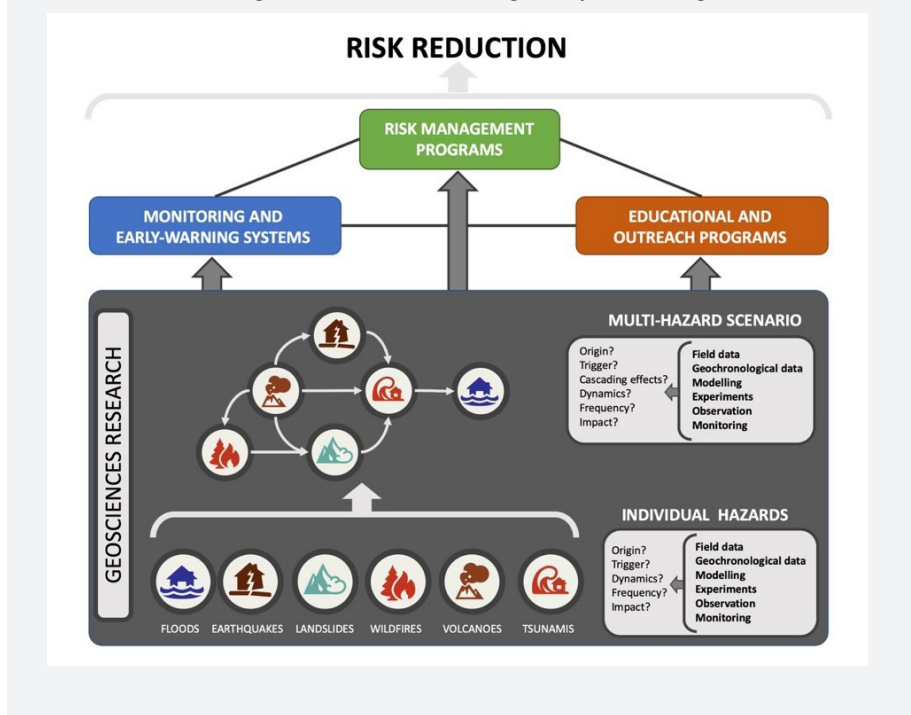 RISK REDUCTION
RISK MANAGEMENT
PROGRAMS
MONITORING AND
EARLY-WARNING SYSTEMS
EDUCATIONAL AND
OUTREACH PROGRAMS
GEOSCIENCES RESEARCH
MULTI-HAZARD SCENARIO
Origin?
Trigger?
Cascading effects?
Dynamics?
Frequency?
Impact?
Field data
Geochronological data
Modelling
Experiments
Observation
Monitoring
INDIVIDUAL HAZARDS
Origin?
Trigger?
Dynamics?
Frequency?
Impact?
Field data
Geochronological data
Modelling
Experiments
Observation
Monitoring
FLOODS
EARTHQUAKES
LANDSLIDES
WILDFIRES
VOLCANOES
TSUNAMIS